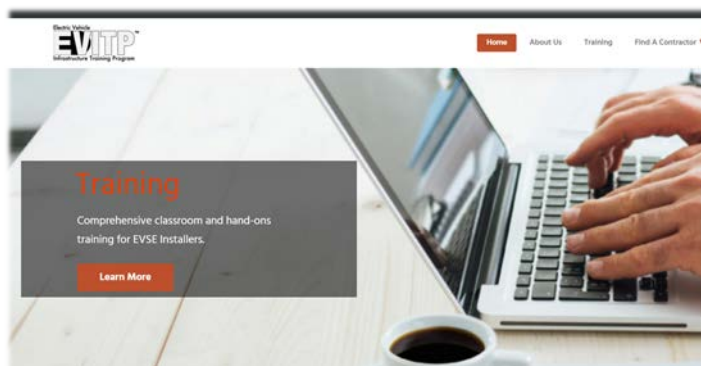 Electric Vehicle
EVITP™
Infrastructure Training Program
Home About Us Training Find A Contractor
Training
Comprehensive classroom and hand-ons
training for EVSE Installers.
Learn More